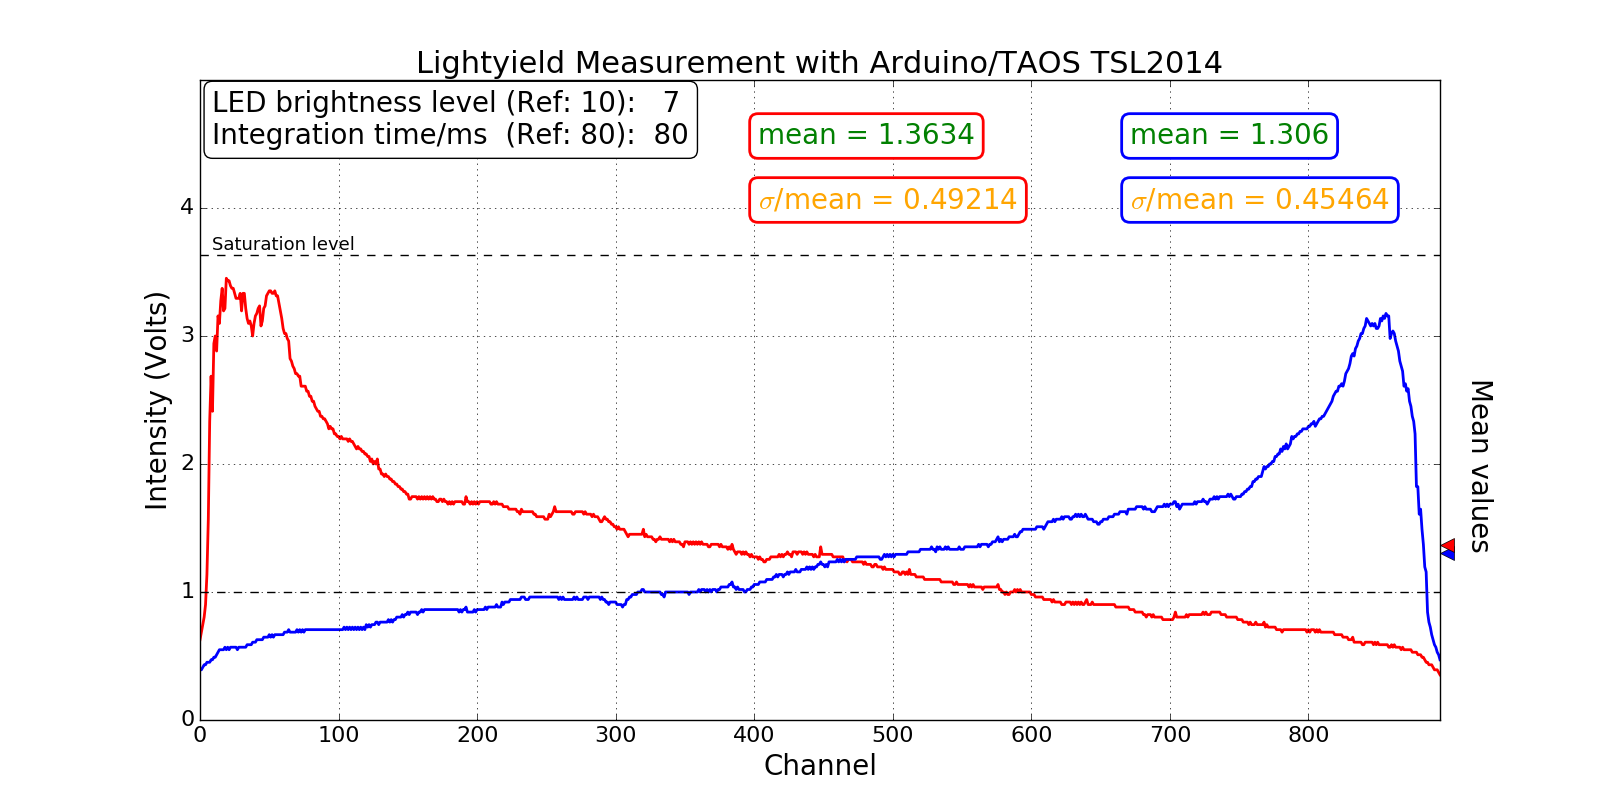 Lightyield Measurement with Arduino/TAOS TSL2014
LED brightness level (Ref: 10):   7
Integration time/ms  (Ref: 80):  80
mean = 1.3634
mean = 1.306
σ/mean = 0.49214
σ/mean = 0.45464
Saturation level
4
3
2
1
0
Intensity (Volts)
Mean values
0 100 200 300 400 500 600 700 800
Channel